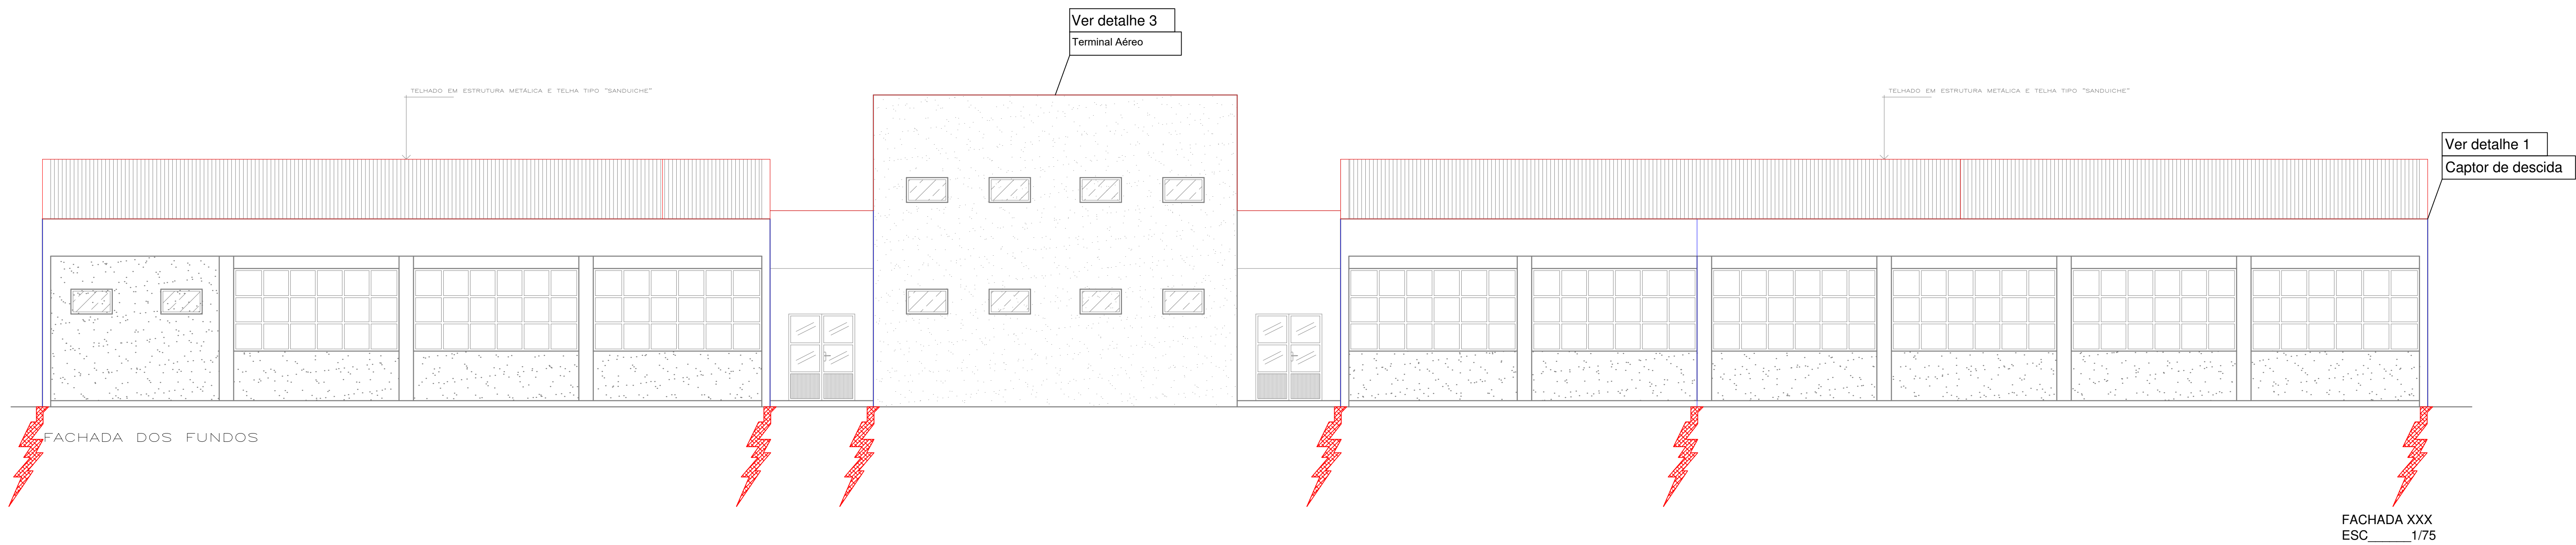 Ver detalhe 3
Terminal Aéreo
TELHADO EM ESTRUTURA METÁLICA E TELHA TIPO "SANDUICHE"
TELHADO EM ESTRUTURA METÁLICA E TELHA TIPO "SANDUICHE"
Ver detalhe 1
Captor de descida
FACHADA DOS FUNDOS
FACHADA XXX
ESC______1/75